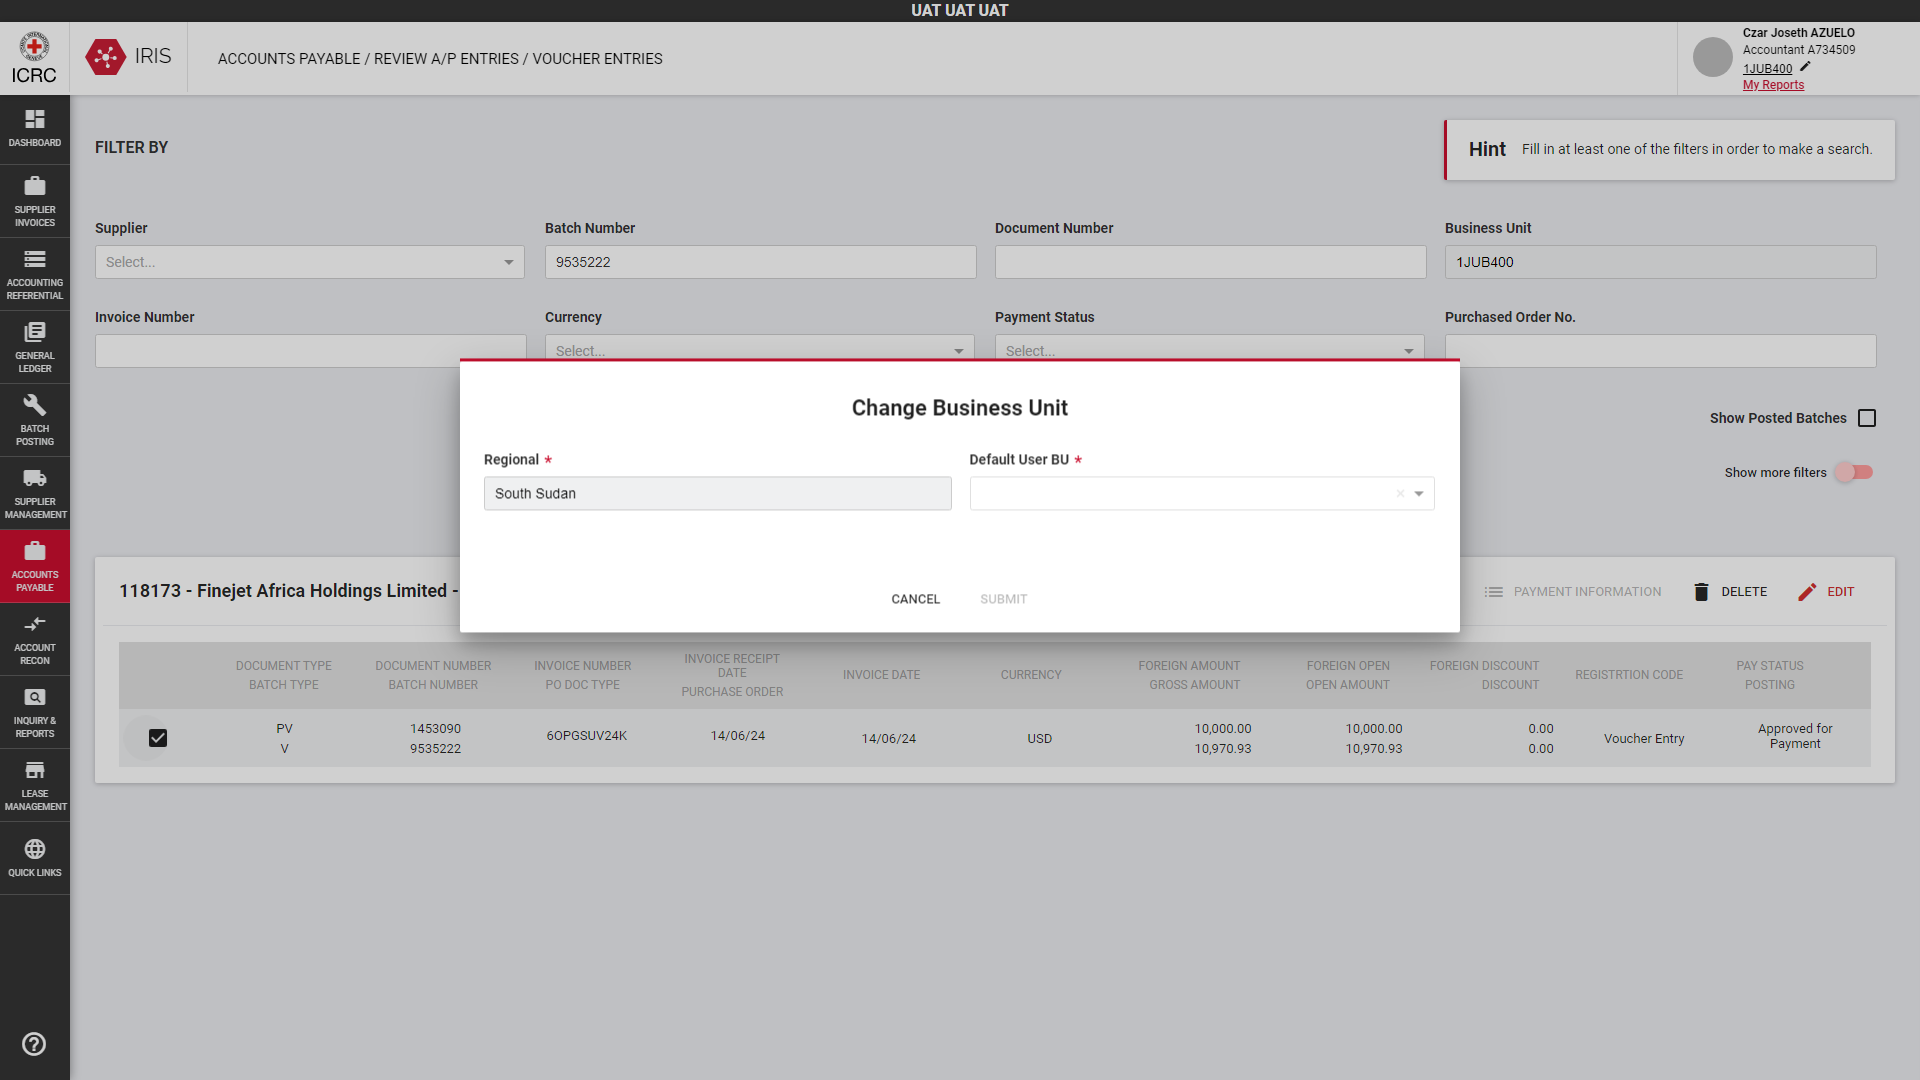 UAT UAT UAT
ICRC
IRIS
ACCOUNTS PAYABLE / REVIEW A/P ENTRIES / VOUCHER ENTRIES
Czar Joseth AZUELO
Accountant A734509
1JUB400
My Reports
DASHBOARD
SUPPLIER
INVOICES
ACCOUNTING
REFERENTIAL
GENERAL
LEDGER
BATCH
POSTING
SUPPLIER
MANAGEMENT
ACCOUNTS
PAYABLE
ACCOUNT
RECON
INQUIRY &
REPORTS
LEASE
MANAGEMENT
QUICK LINKS
FILTER BY
Hint Fill in at least one of the filters in order to make a search.
Supplier
Select...
Batch Number
9535222
Document Number
Business Unit
1JUB400
Invoice Number
Currency
Select...
Payment Status
Select...
Purchased Order No.
Show Posted Batches
Show more filters
Change Business Unit
Regional *
South Sudan
Default User BU *
CANCEL
SUBMIT
118173 - Finejet Africa Holdings Limited -
PAYMENT INFORMATION
DELETE
EDIT
DOCUMENT TYPE
BATCH TYPE
DOCUMENT NUMBER
BATCH NUMBER
INVOICE NUMBER
PO DOC TYPE
INVOICE RECEIPT
DATE
PURCHASE ORDER
INVOICE DATE
CURRENCY
FOREIGN AMOUNT
GROSS AMOUNT
FOREIGN OPEN
OPEN AMOUNT
FOREIGN DISCOUNT
DISCOUNT
REGISTRTION CODE
PAY STATUS
POSTING
PV
V
1453090
9535222
6OPGSUV24K
14/06/24
14/06/24
USD
10,000.00
10,970.93
10,000.00
10,970.93
0.00
0.00
Voucher Entry
Approved for
Payment